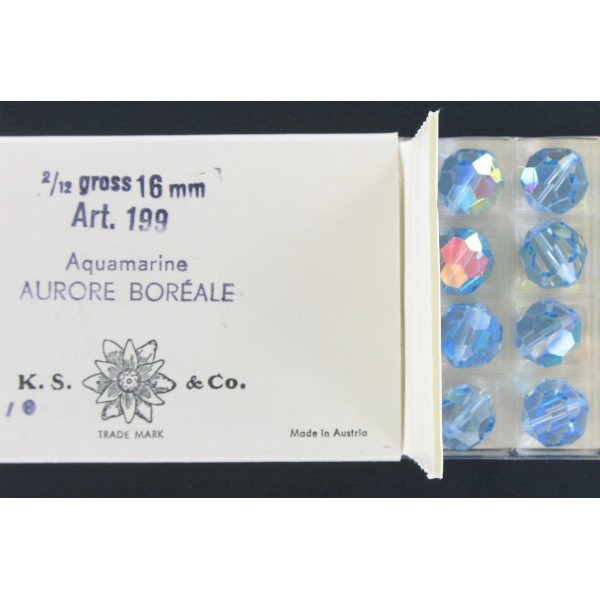 2/12 gross 16 mm
Art. 199
Aquamarine
AURORE BORÉALE
K. S. & Co.
TRADE MARK
Made in Austria